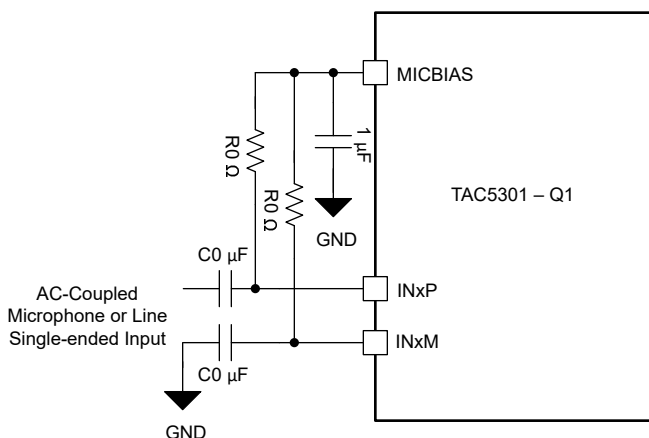 MICBIAS
R0 Ω
R0 Ω
1 µF
TAC5301 – Q1
GND
C0 µF
AC-Coupled
Microphone or Line
Single-ended Input
INxP
INxM
C0 µF
GND